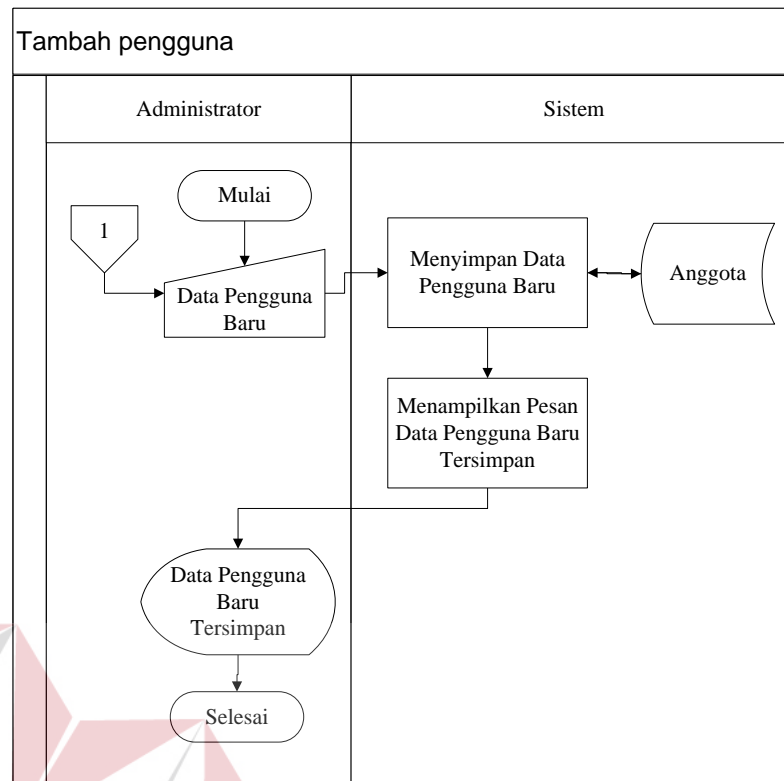 Tambah pengguna
Administrator
Sistem
Mulai
1
Data Pengguna
Baru
Menyimpan Data
Pengguna Baru
Anggota
Menampilkan Pesan
Data Pengguna Baru
Tersimpan
Data Pengguna
Baru
Tersimpan
Selesai